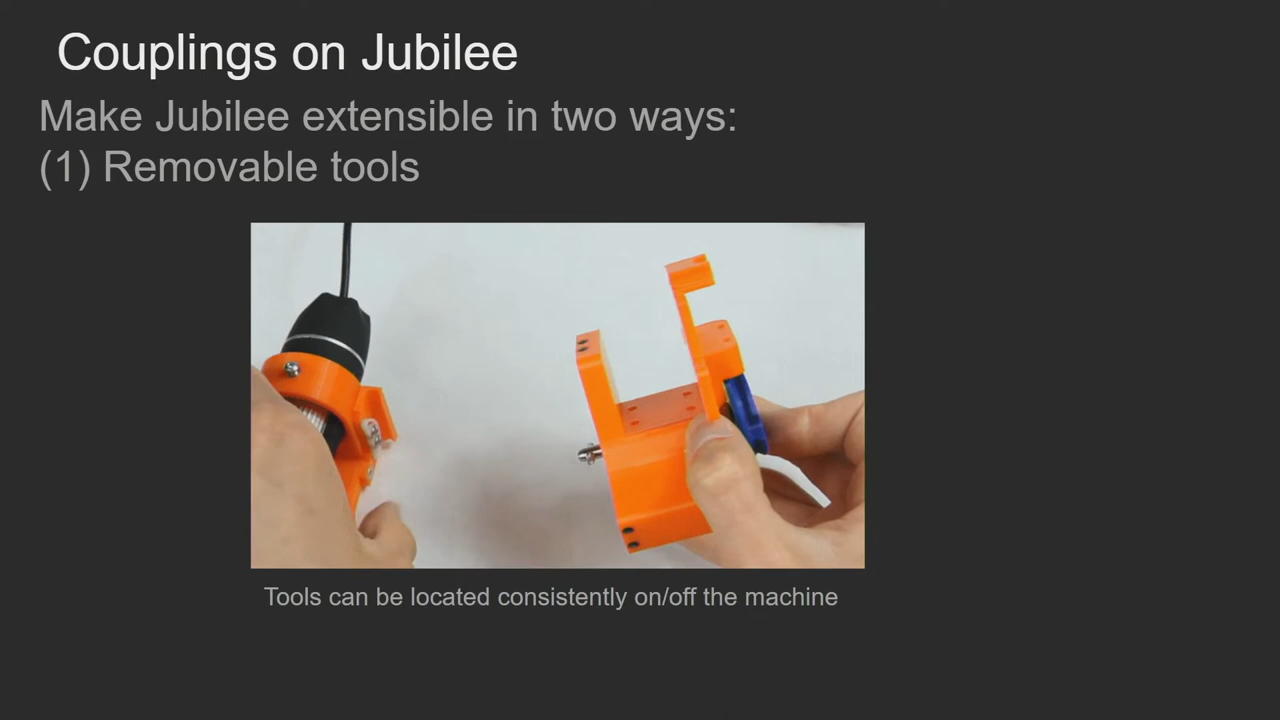 Couplings on Jubilee
Make Jubilee extensible in two ways:
(1) Removable tools
Tools can be located consistently on/off the machine